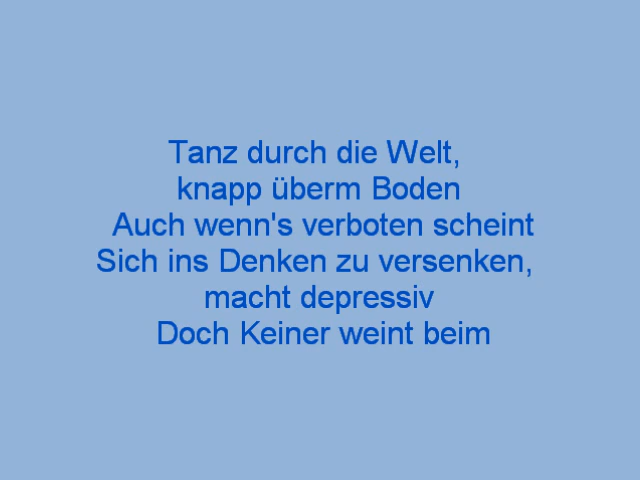 Tanz durch die Welt,
knapp überm Boden
Auch wenn's verboten scheint
Sich ins Denken zu versenken,
macht depressiv
Doch Keiner weint beim